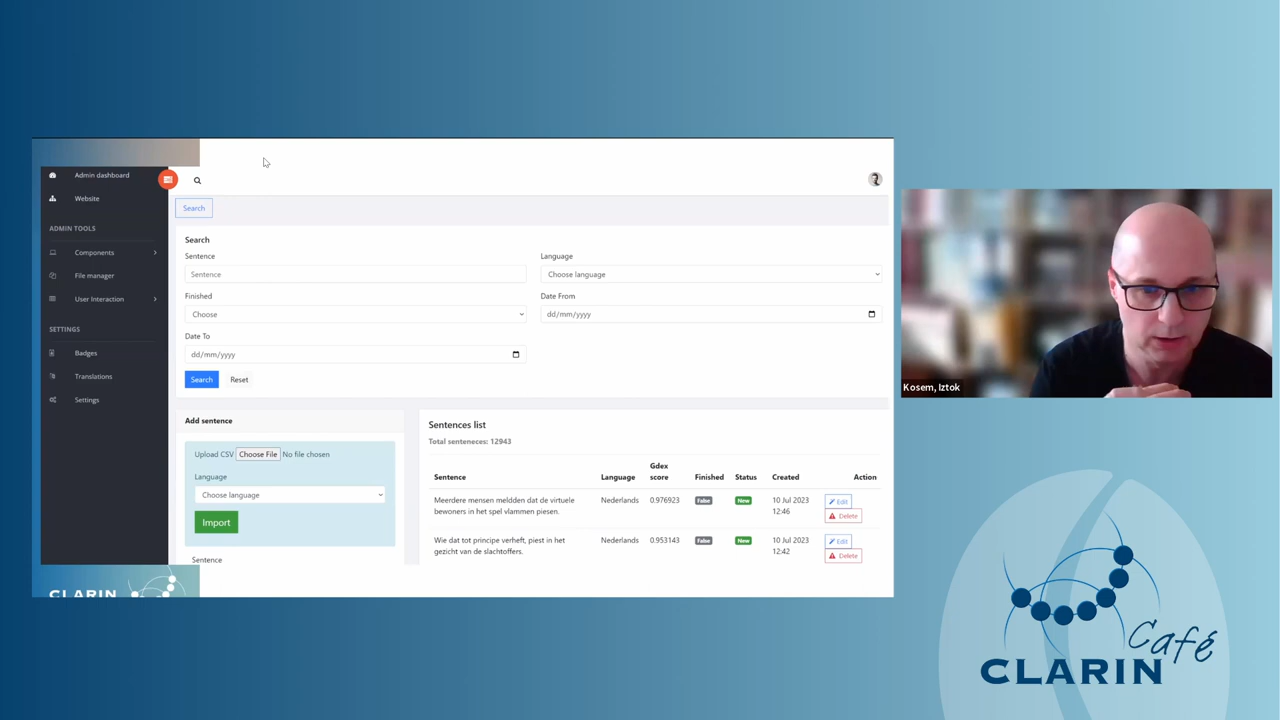 Admin dashboard
Website
ADMIN TOOLS
Components
File manager
User Interaction
SETTINGS
Badges
Translations
Settings
Search
Search
Sentence
Sentence
Language
Choose language
Finished
Choose
Date From
dd/mm/yyyy
Date To
dd/mm/yyyy
Search Reset
Add sentence
Upload CSV Choose File No file chosen
Language
Choose language
Import
Sentence
Sentences list
Total senteneces: 12943
Sentence Language Gdex score Finished Status Created Action
Meerdere mensen meldden dat de virtuele
bewoners in het spel vlammen piesen.
Nederlands 0.976923 False New 10 Jul 2023
12:46
Edit
Delete
Wie dat tot principe verheft, piest in het
gezicht van de slachtoffers.
Nederlands 0.953143 False New 10 Jul 2023
12:42
Edit
Delete
CLARIN
Kosem, Iztok
Café
CLARIN